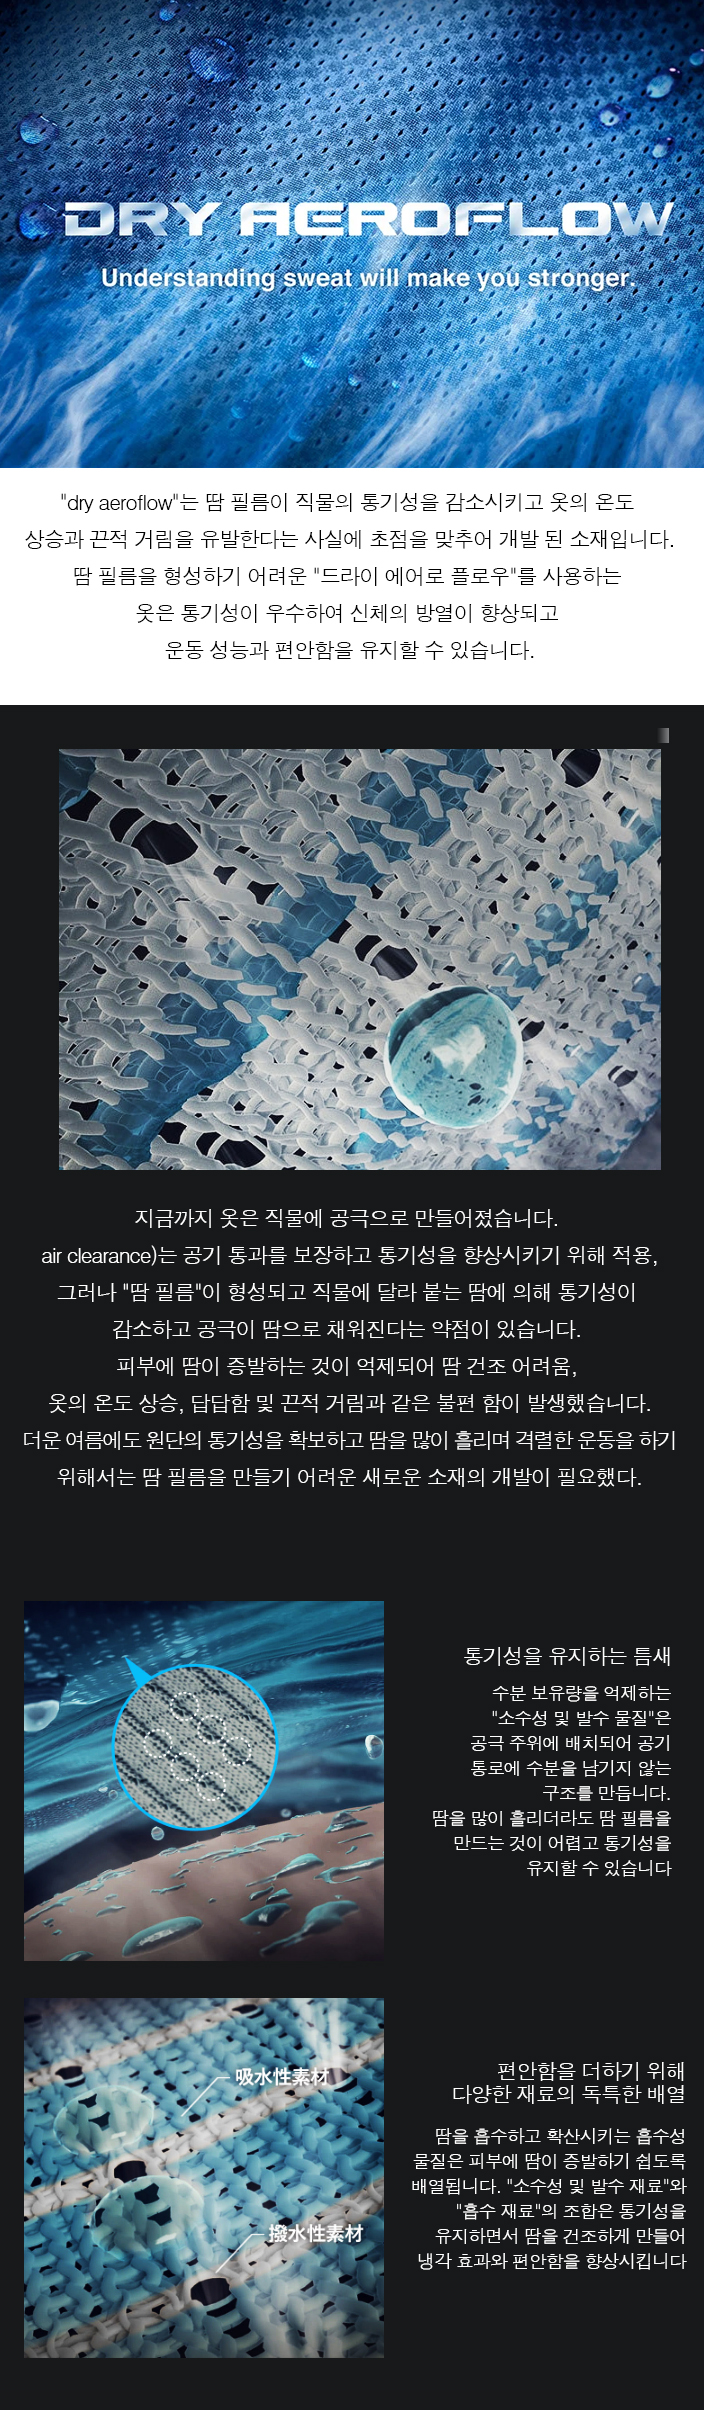 DRY AEROFLOW
Understanding sweat will make you stronger.
"dry aeroflow"는 땀 필름이 직물의 통기성을 감소시키고 옷의 온도
상승과 끈적 거림을 유발한다는 사실에 초점을 맞추어 개발 된 소재입니다.
땀 필름을 형성하기 어려운 "드라이 에어로 플로우"를 사용하는
옷은 통기성이 우수하여 신체의 방열이 향상되고
운동 성능과 편안함을 유지할 수 있습니다.
지금까지 옷은 직물에 공극으로 만들어졌습니다.
air clearance)는 공기 통과를 보장하고 통기성을 향상시키기 위해 적용,
그러나 "땀 필름"이 형성되고 직물에 달라 붙는 땀에 의해 통기성이
감소하고 공극이 땀으로 채워진다는 약점이 있습니다.
피부에 땀이 증발하는 것이 억제되어 땀 건조 어려움,
옷의 온도 상승, 답답함 및 끈적 거림과 같은 불편 함이 발생했습니다.
더운 여름에도 원단의 통기성을 확보하고 땀을 많이 흘리며 격렬한 운동을 하기
위해서는 땀 필름을 만들기 어려운 새로운 소재의 개발이 필요했다.
통기성을 유지하는 틈새
수분 보유량을 억제하는
"소수성 및 발수 물질"은
공극 주위에 배치되어 공기
통로에 수분을 남기지 않는
구조를 만듭니다.
땀을 많이 흘리더라도 땀 필름을
만드는 것이 어렵고 통기성을
유지할 수 있습니다
吸水性素材
撥水性素材
편안함을 더하기 위해
다양한 재료의 독특한 배열
땀을 흡수하고 확산시키는 흡수성
물질은 피부에 땀이 증발하기 쉽도록
배열됩니다. "소수성 및 발수 재료"와
"흡수 재료"의 조합은 통기성을
유지하면서 땀을 건조하게 만들어
냉각 효과와 편안함을 향상시킵니다